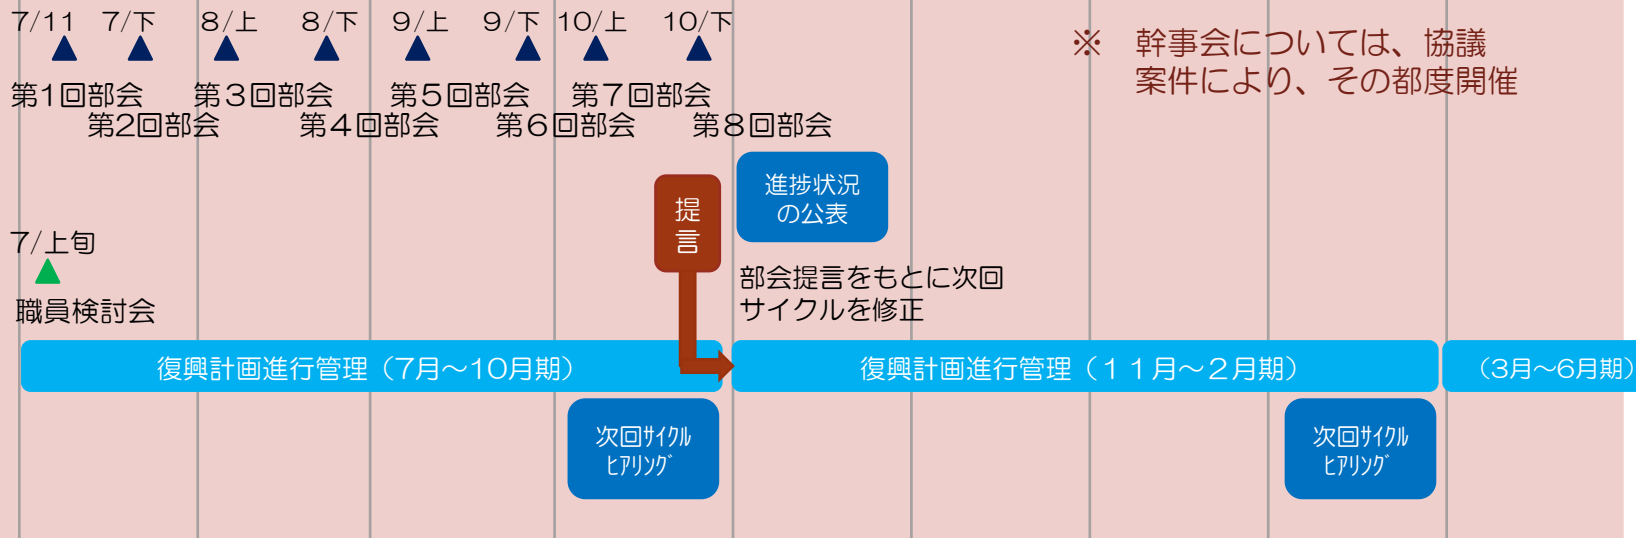 7/11 7/下 8/上 8/下 9/上 9/下 10/上 10/下
第1回部会 第３回部会 第５回部会 第７回部会
第2回部会 第４回部会 第６回部会 第８回部会
※ 幹事会については、協議
案件により、その都度開催
進捗状況
の公表
提
言
7/上旬
職員検討会
部会提言をもとに次回
サイクルを修正
復興計画進行管理（7月～10月期）
復興計画進行管理（１１月～２月期）
（3月～6月期）
次回ｻｲｸﾙ
ﾋｱﾘﾝｸﾞ
次回ｻｲｸﾙ
ﾋｱﾘﾝｸﾞ